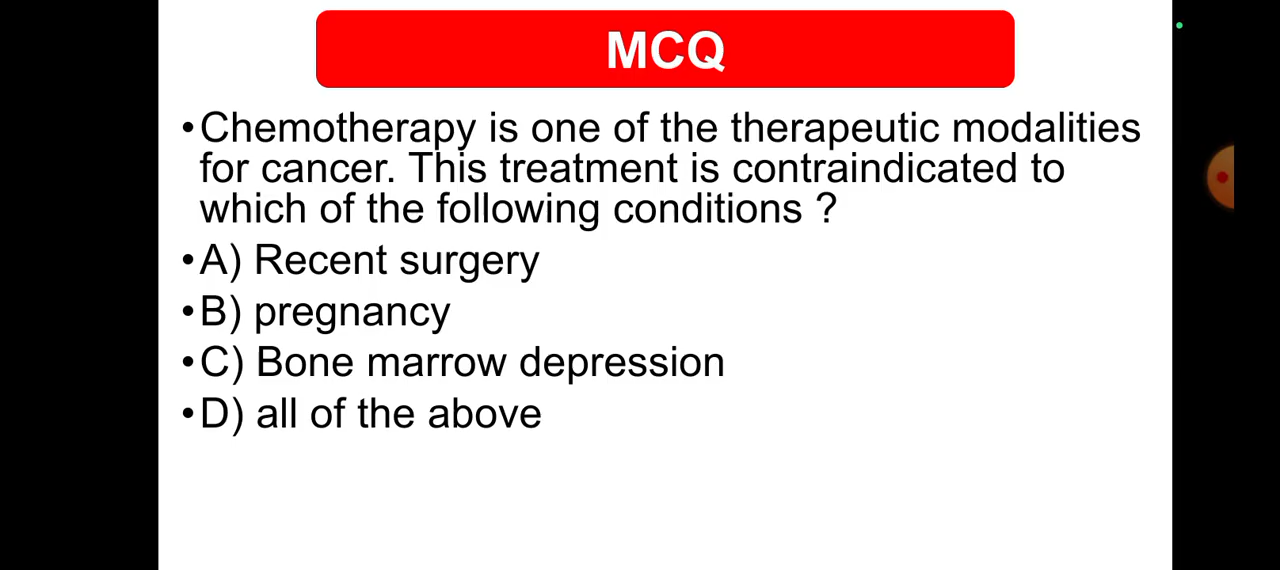 MCQ
•Chemotherapy is one of the therapeutic modalities
for cancer. This treatment is contraindicated to
which of the following conditions ?
•A) Recent surgery
•B) pregnancy
•C) Bone marrow depression
•D) all of the above